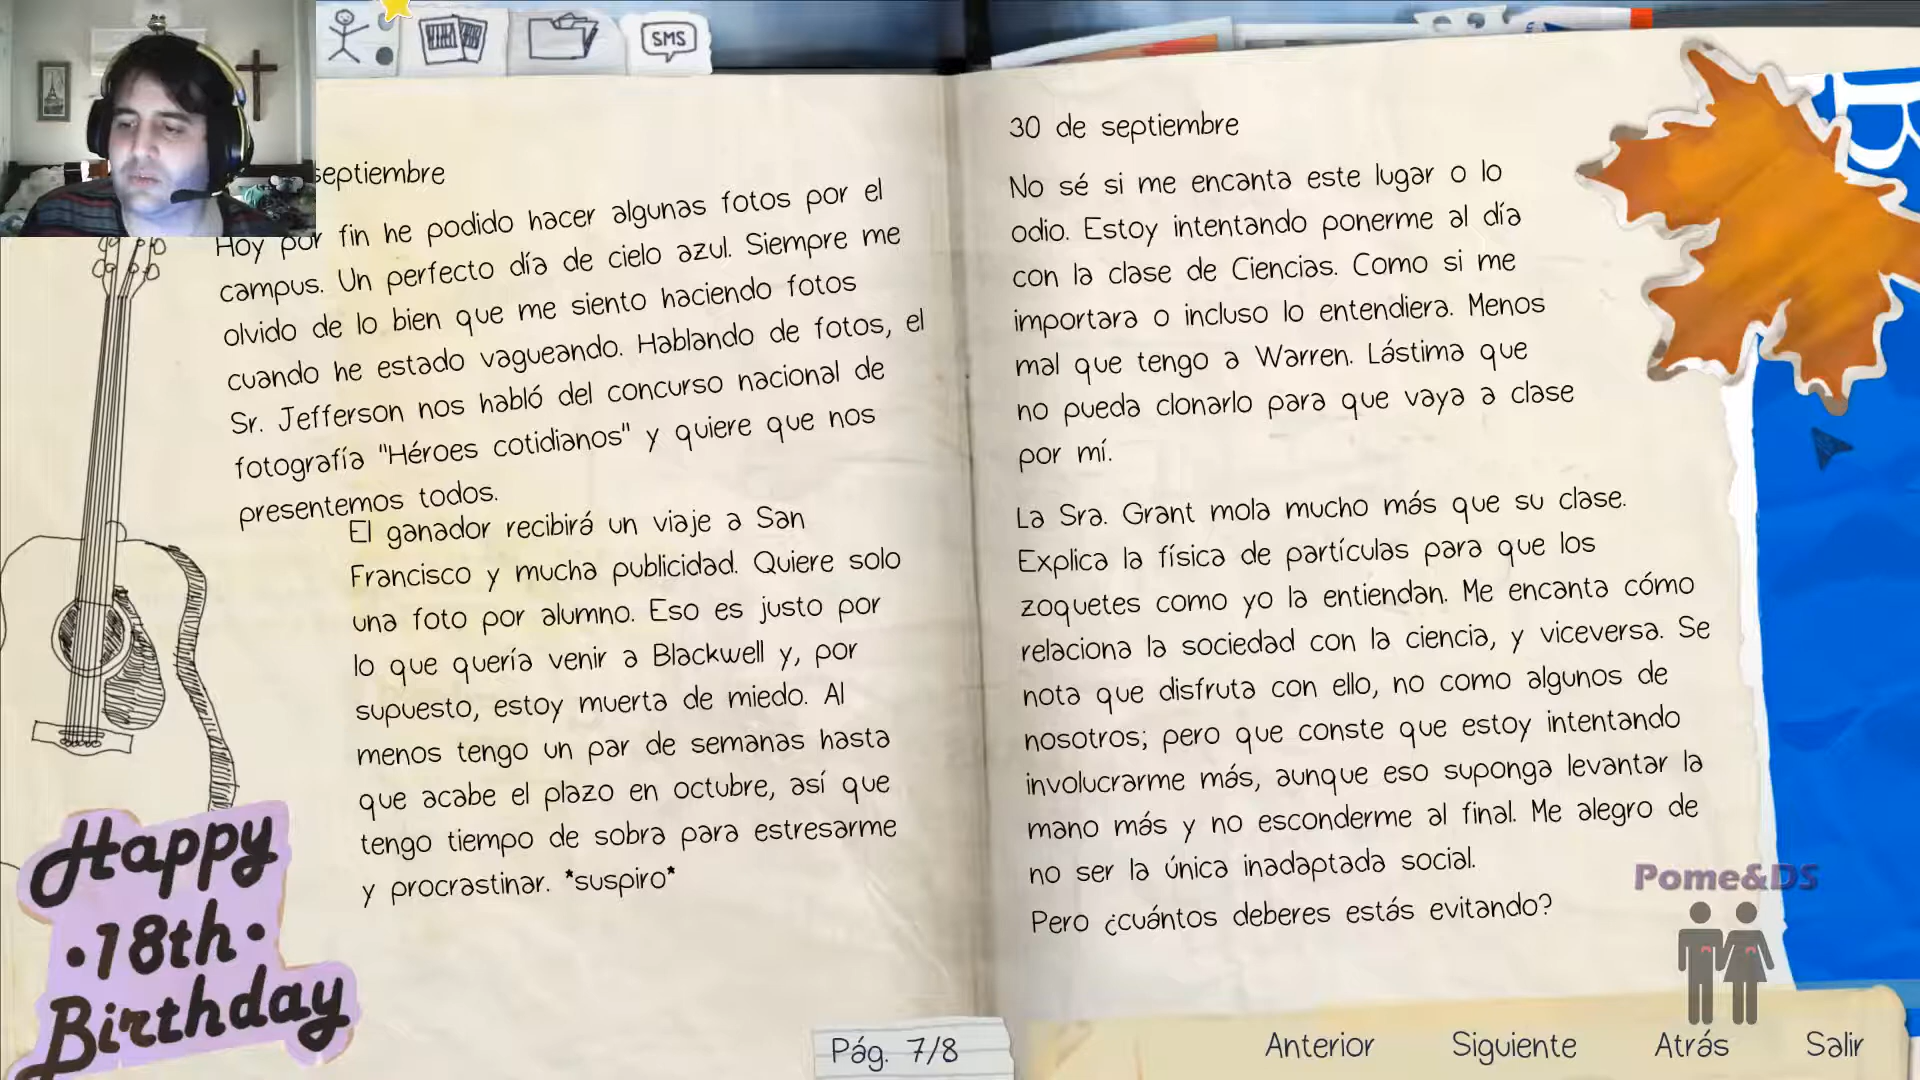 SMS
septiembre
Hoy por fin he podido hacer algunas fotos por el
campus. Un perfecto día de cielo azul. Siempre me
olvido de lo bien que me siento haciendo fotos
cuando he estado vagueando. Hablando de fotos, el
Sr. Jefferson nos habló del concurso nacional de
fotografía "Héroes cotidianos" y quiere que nos
presentemos todos.
El ganador recibirá un viaje a San
Francisco y mucha publicidad. Quiere solo
una foto por alumno. Eso es justo por
lo que quería venir a Blackwell y, por
supuesto, estoy muerta de miedo. Al
menos tengo un par de semanas hasta
que acabe el plazo en octubre, así que
tengo tiempo de sobra para estresarme
y procrastinar. *suspiro*
Happy
•18th•
Birthday
30 de septiembre
No sé si me encanta este lugar o lo
odio. Estoy intentando ponerme al día
con la clase de Ciencias. Como si me
importara o incluso lo entendiera. Menos
mal que tengo a Warren. Lástima que
no pueda clonarlo para que vaya a clase
por mí.
La Sra. Grant mola mucho más que su clase.
Explica la física de partículas para que los
zoquetes como yo la entiendan. Me encanta cómo
relaciona la sociedad con la ciencia, y viceversa. Se
nota que disfruta con ello, no como algunos de
nosotros; pero que conste que estoy intentando
involucrarme más, aunque eso suponga levantar la
mano más y no esconderme al final. Me alegro de
no ser la única inadaptada social.
Pero ¿cuántos deberes estás evitando?
Pome&DS
Pág. 7/8
Anterior Siguiente Atrás Salir